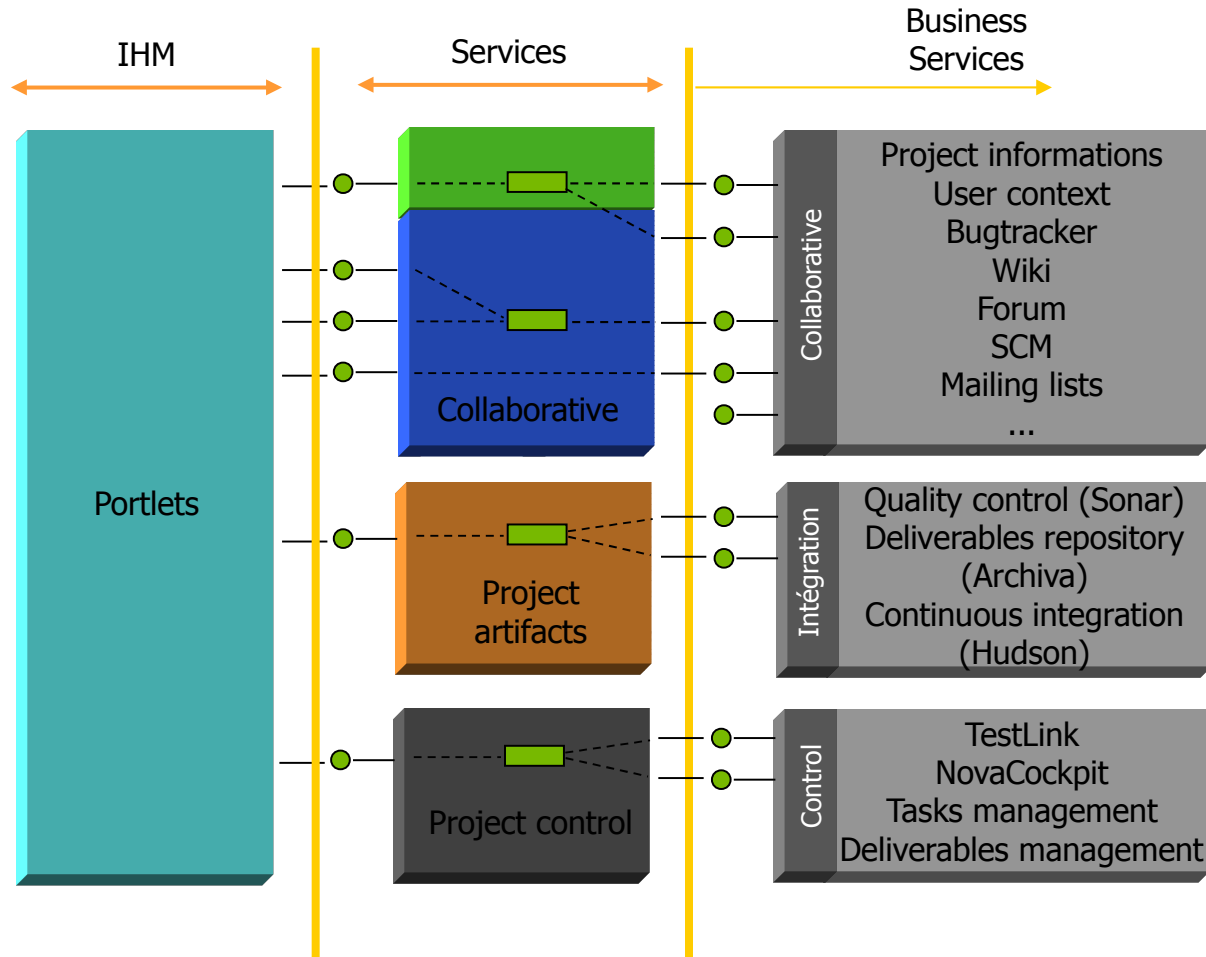 IHM
Services
Business
Services
Portlets
Collaborative
Project
artifacts
Project control
Collaborative
Project informations
User context
Bugtracker
Wiki
Forum
SCM
Mailing lists
...
Intégration
Quality control (Sonar)
Deliverables repository
(Archiva)
Continuous integration
(Hudson)
Control
TestLink
NovaCockpit
Tasks management
Deliverables management